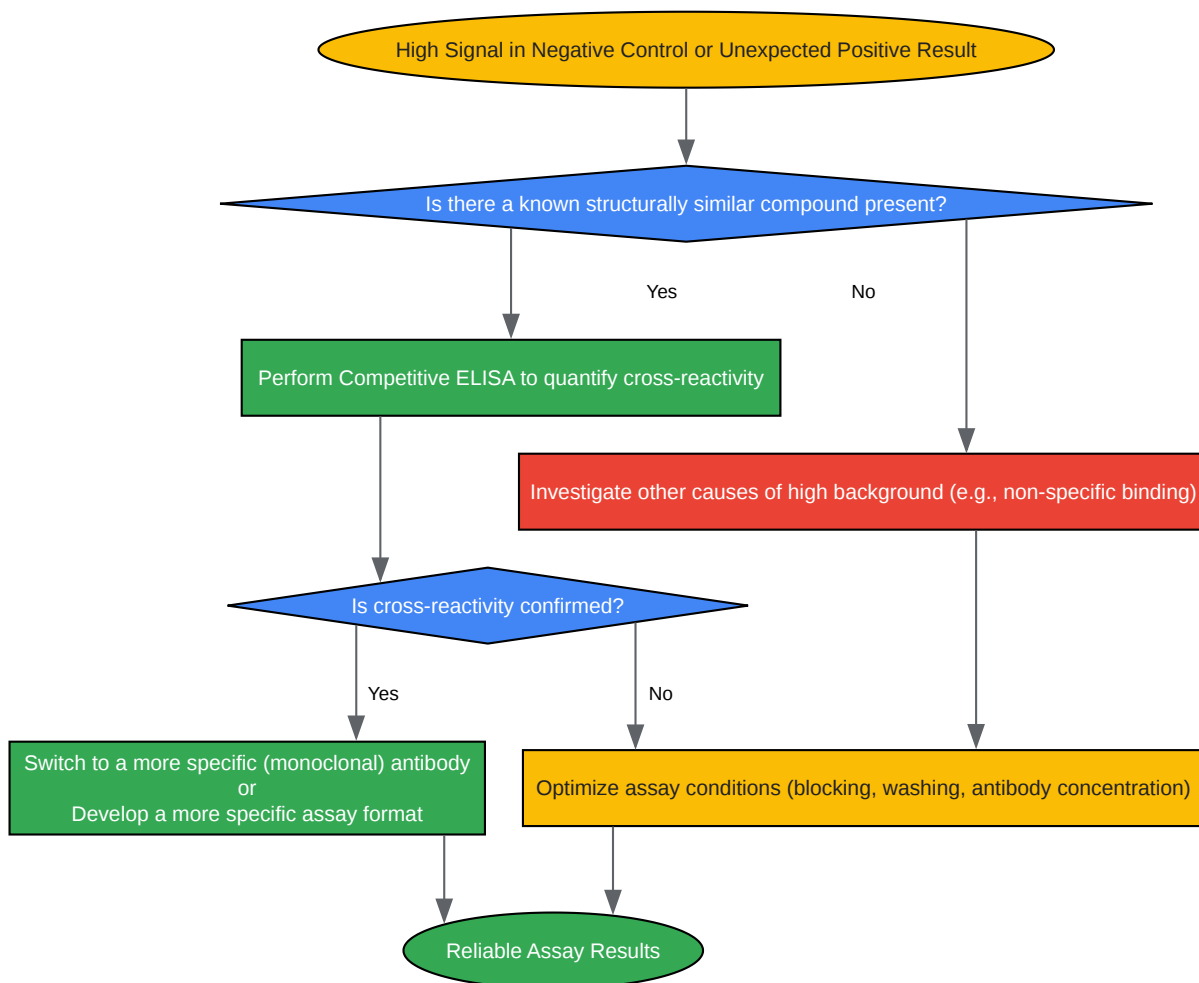 High Signal in Negative Control or Unexpected Positive Result
Is there a known structurally similar compound present?
Yes
No
Perform Competitive ELISA to quantify cross-reactivity
Investigate other causes of high background (e.g., non-specific binding)
Is cross-reactivity confirmed?
Yes
No
Switch to a more specific (monoclonal) antibody
or
Develop a more specific assay format
Optimize assay conditions (blocking, washing, antibody concentration)
Reliable Assay Results